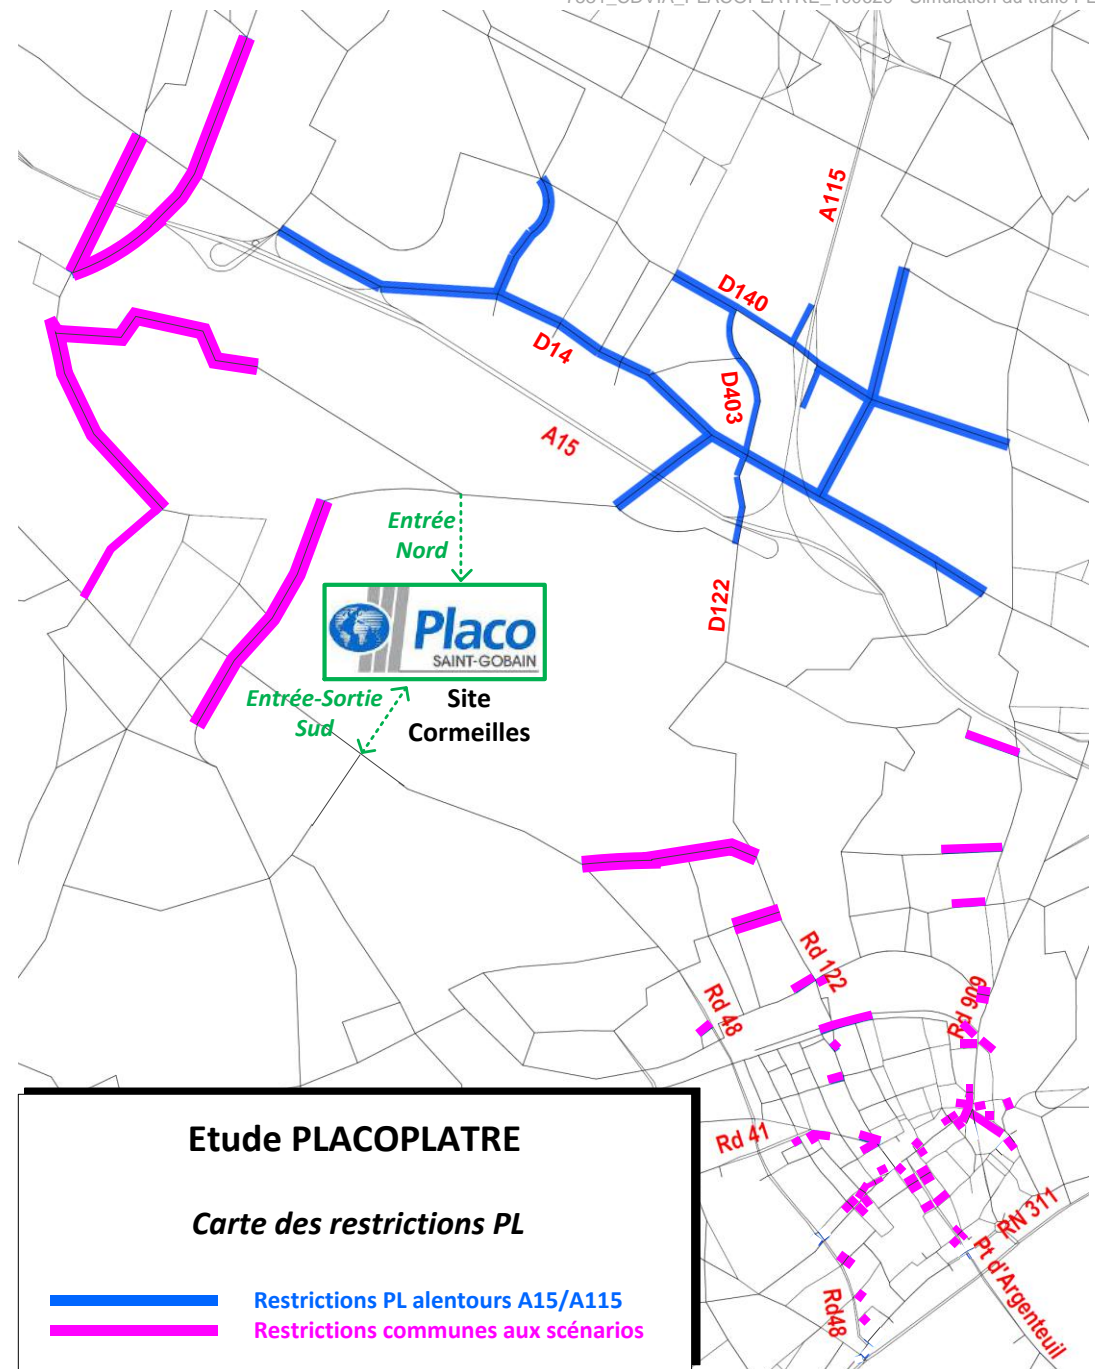 A115
D140
D14
D403
A15
Entrée
Nord
Placo
SAINT-GOBAIN
D122
Entrée-Sortie
Sud
Site
Cormeilles
Rd 122
Rd 48
Rd 909
Rd 41
RN 311
Pt d'Argenteuil
Rd48
Etude PLACOPLATRE
Carte des restrictions PL
Restrictions PL alentours A15/A115
Restrictions communes aux scénarios